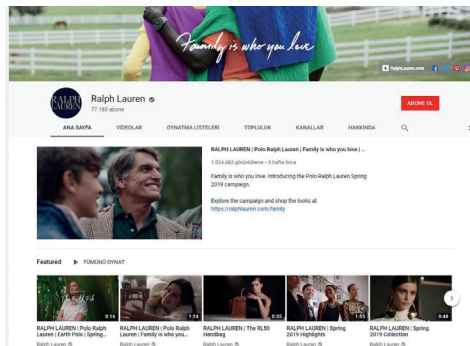 Family is who you love
RalphLauren.com
RALPH
LAUREN
Ralph Lauren
77.180 abone
ABONE OL
ANA SAYFA VİDEOLAR OYNATMA LİSTELERİ TOPLULUK KANALLAR HAKKINDA
RALPH LAUREN | Polo Ralph Lauren | Family is who you love | ...
1.024.682 görüntüleme • 3 hafta önce
Family is who you love. Introducing the Polo Ralph Lauren Spring
2019 campaign.
Explore the campaign and shop the looks at
https://ralphlauren.com/family
Featured TÜMÜNÜ OYNAT
0:16 1:24 0:55 1:53 0:40
RALPH LAUREN | Polo Ralph
Lauren | Earth Polo | Spring...
Ralph Lauren
RALPH LAUREN | Polo Ralph
Lauren | Family is who you...
Ralph Lauren
RALPH LAUREN | The RL50
Handbag
Ralph Lauren
RALPH LAUREN | Spring
2019 Highlights
Ralph Lauren
RALPH LAUREN | Spring
2019 Collection
Ralph Lauren